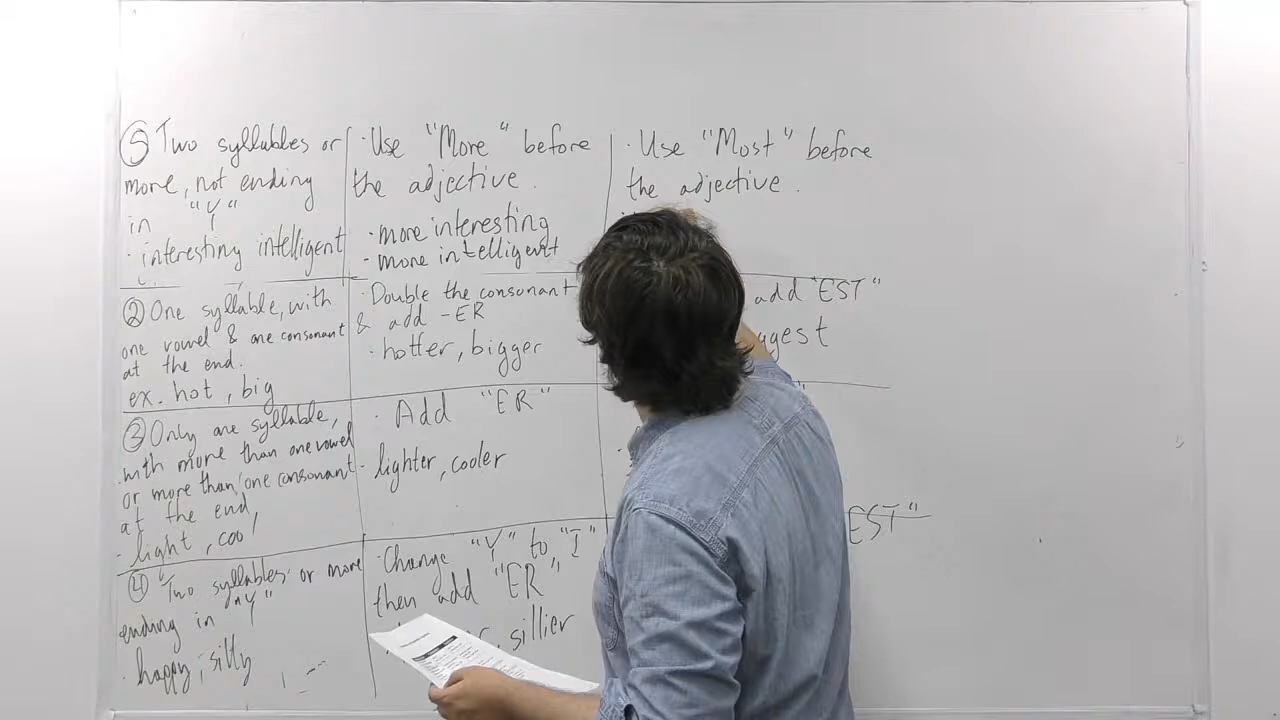 ⑤ Two syllables or
more, not ending
in "Y"
· interesting intelligent
· Use "More" before
the adjective.
· more interesting
- more intelligent
· Use "Most" before
the adjective.
② One syllable, with
one vowel & one consonant
at the end.
ex. hot, big
· Double the consonant
& add -ER
· hotter, bigger
add "EST"
ggest
③ Only one syllable,
with more than one vowel
or more than one consonant
at the end,
- light, cool
· Add "ER"
· lighter, cooler
④ Two syllables or more
ending in "Y"
· happy, silly
· Change "Y" to "I"
then add "ER"
sillier
EST"